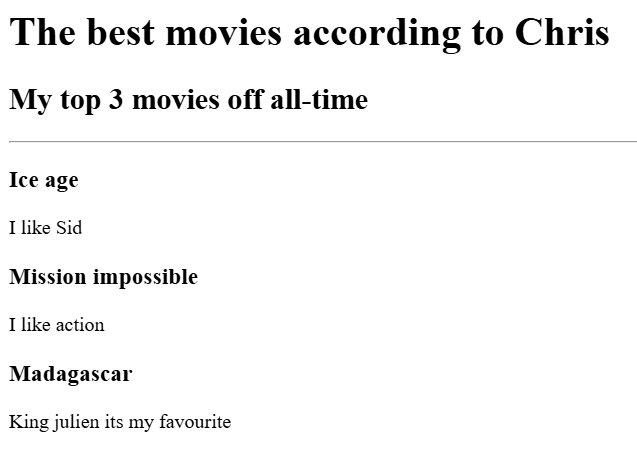 The best movies according to Chris
My top 3 movies off all-time
Ice age
I like Sid
Mission impossible
I like action
Madagascar
King julien its my favourite